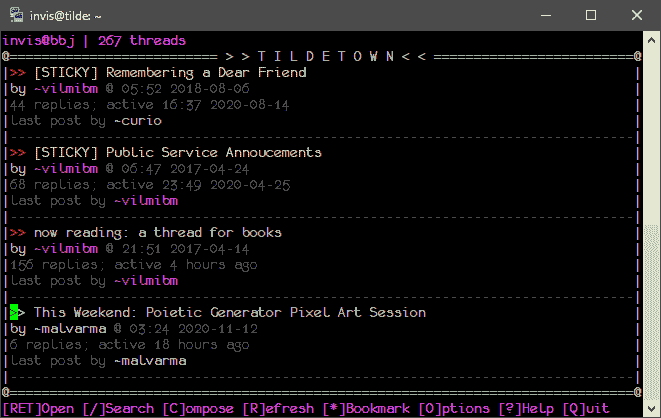 invis@tilde: ~
invis@bbj | 267 threads
@========================== > > T I L D E T O W N < < =========================@
|>> [STICKY] Remembering a Dear Friend |
|by ~vilmibm @ 05:52 2018-08-06 |
|44 replies; active 16:37 2020-08-14 |
|last post by ~curio |
|------------------------------------------------------------------------------|
|>> [STICKY] Public Service Annoucements |
|by ~vilmibm @ 06:47 2017-04-24 |
|68 replies; active 23:49 2020-04-25 |
|last post by ~vilmibm |
|------------------------------------------------------------------------------|
|>> now reading: a thread for books |
|by ~vilmibm @ 21:51 2017-04-14 |
|156 replies; active 4 hours ago |
|last post by ~vilmibm |
|------------------------------------------------------------------------------|
|>> This Weekend: Poietic Generator Pixel Art Session |
|by ~malvarma @ 03:24 2020-11-12 |
|6 replies; active 18 hours ago |
|last post by ~malvarma |
|------------------------------------------------------------------------------|
@==============================================================================@
[RET]Open [/]Search [C]ompose [R]efresh [*]Bookmark [O]ptions [?]Help [Q]uit